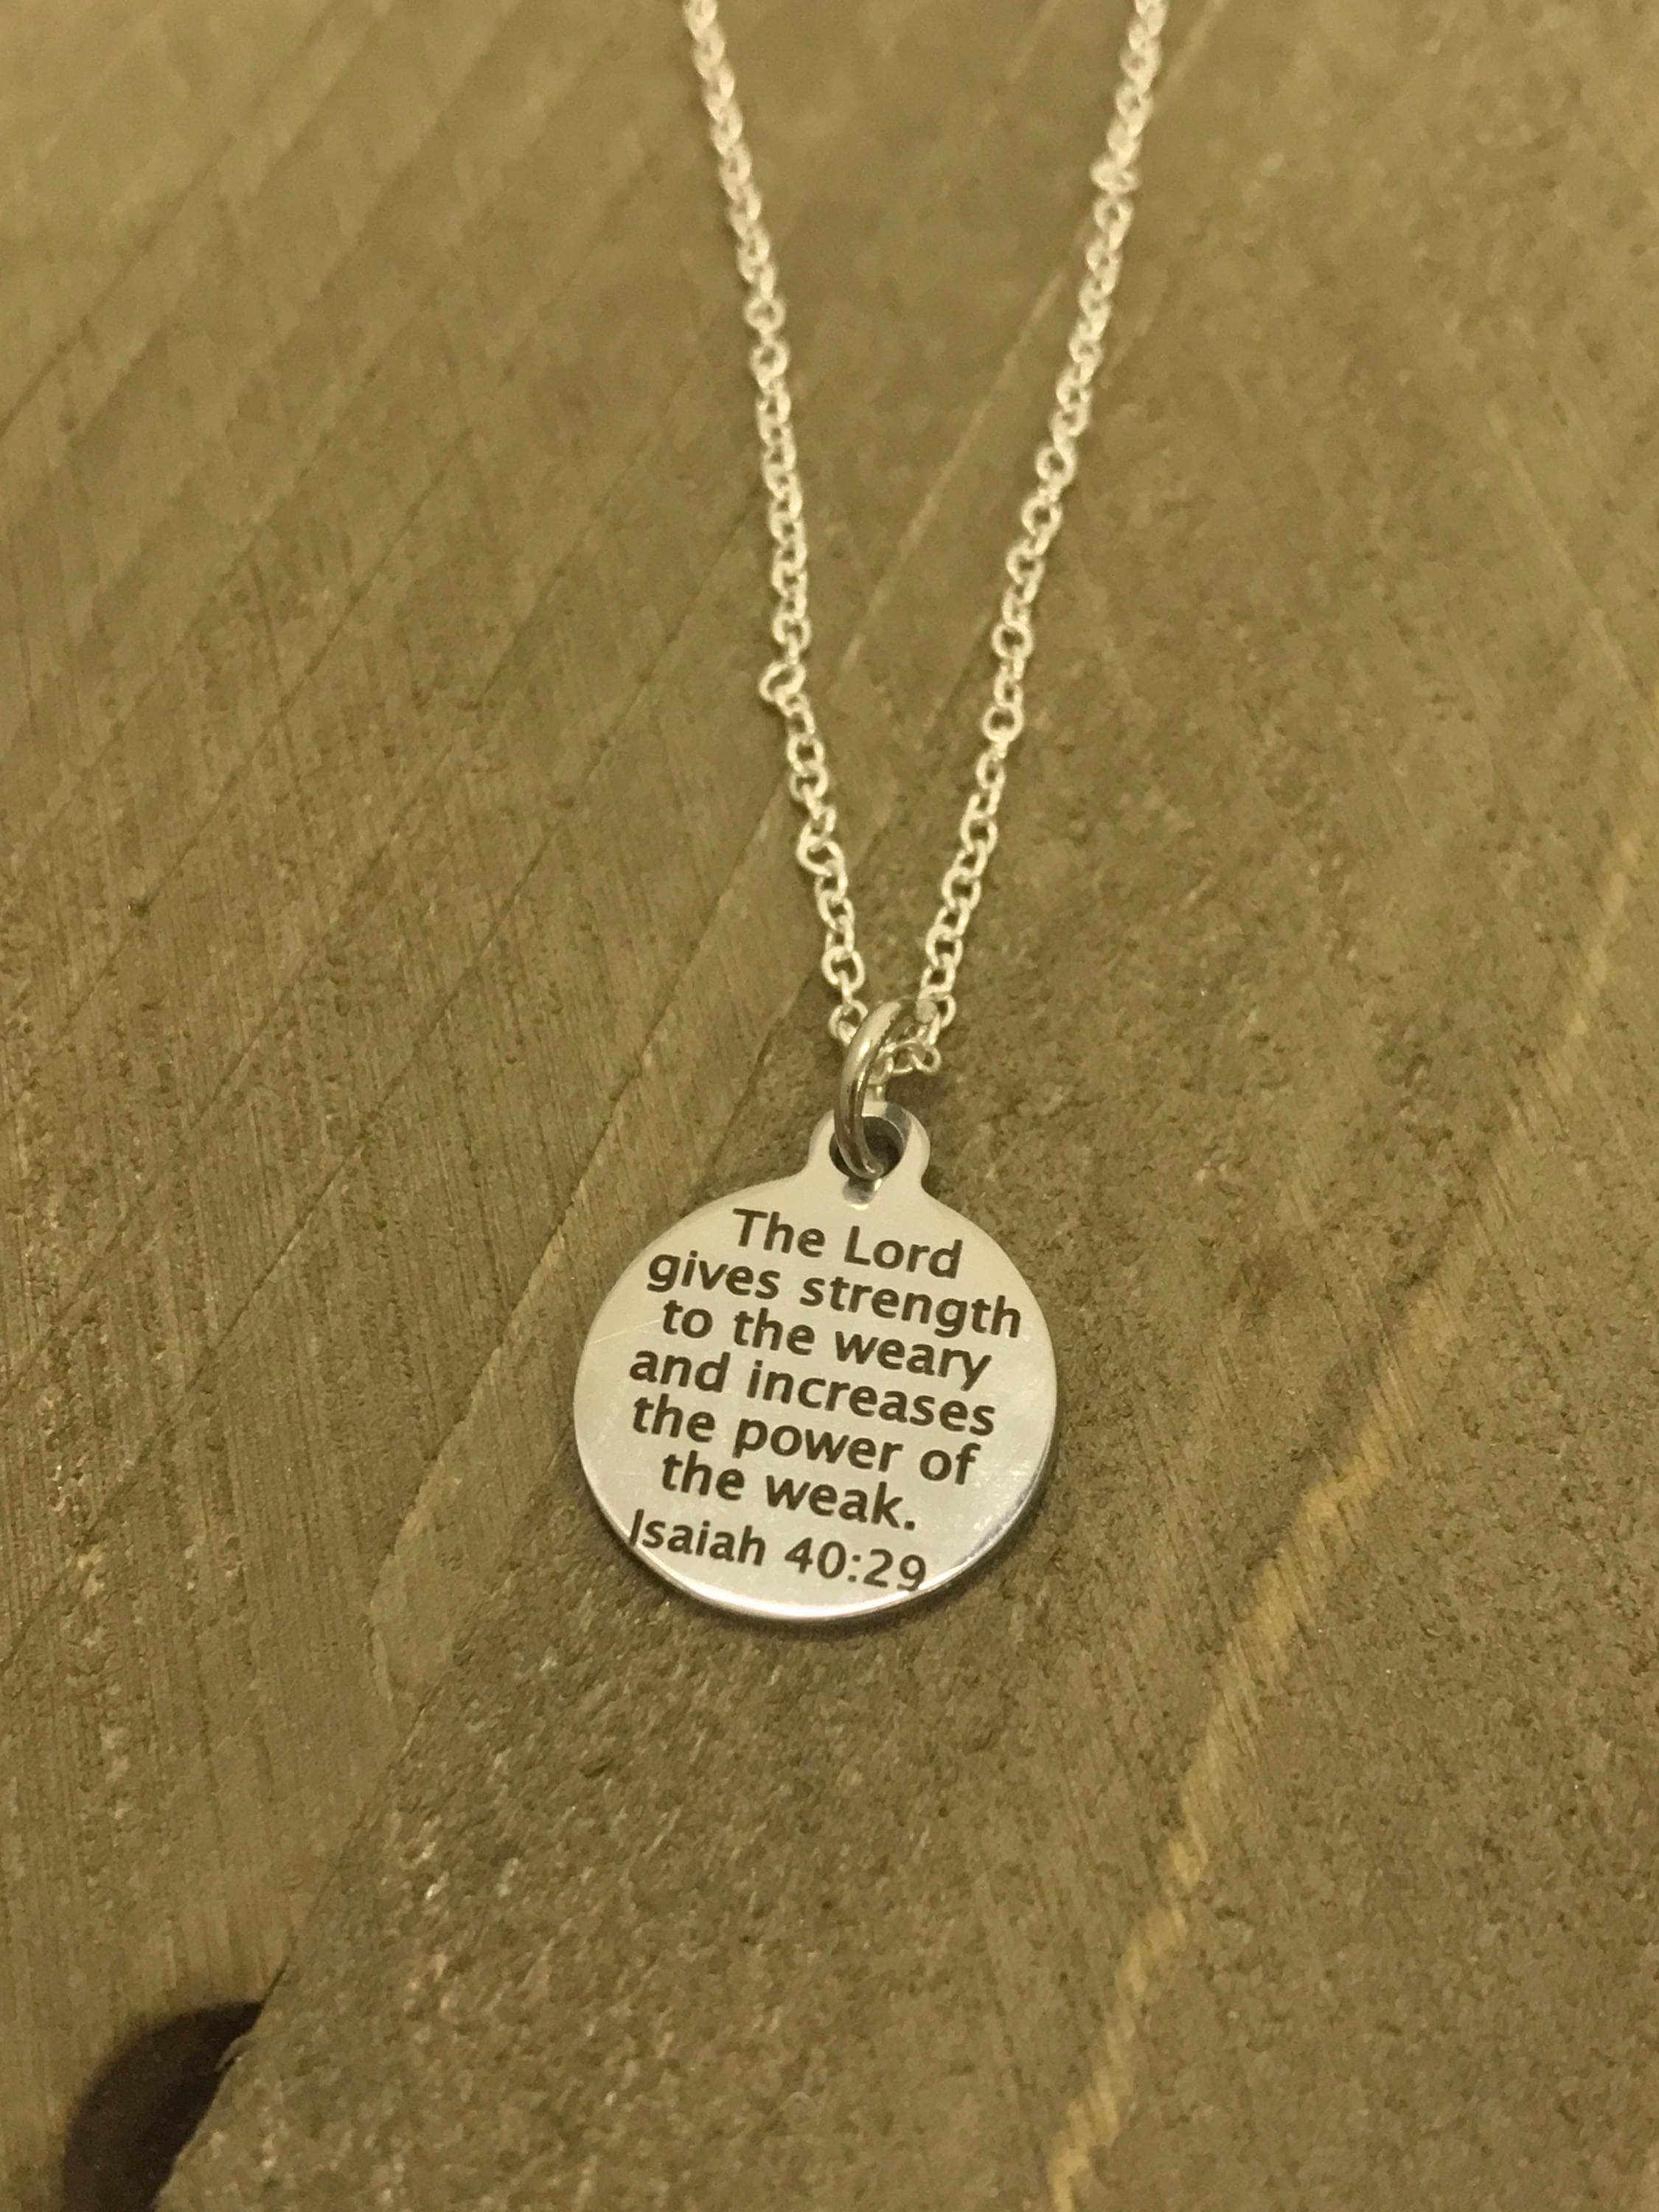 The Lord
gives strength
to the weary
and increases
the power of
the weak.
Isaiah 40:29